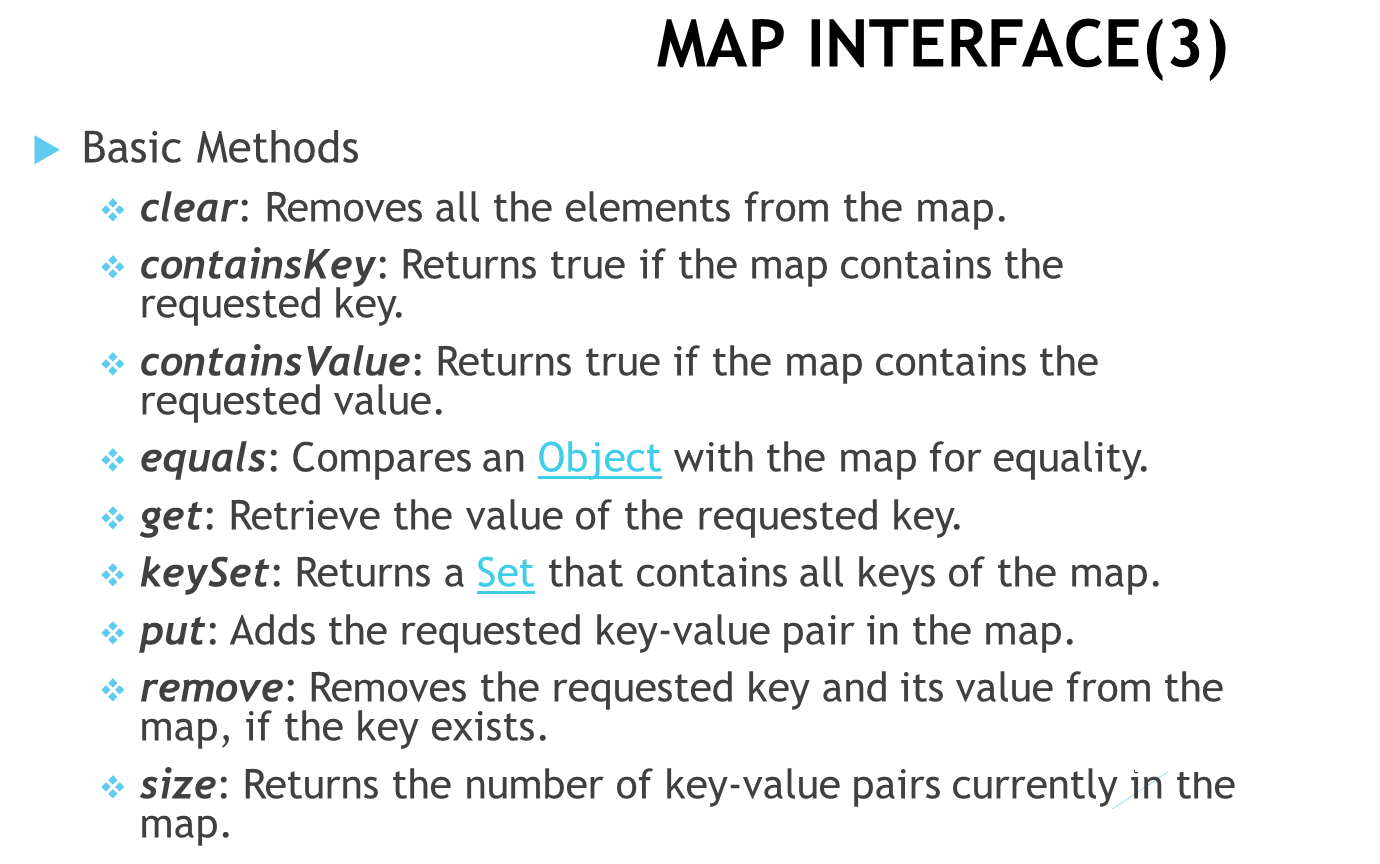 MAP INTERFACE(3)
Basic Methods
clear: Removes all the elements from the map.
containsKey: Returns true if the map contains the
requested key.
containsValue: Returns true if the map contains the
requested value.
equals: Compares an Object with the map for equality.
get: Retrieve the value of the requested key.
keySet: Returns a Set that contains all keys of the map.
put: Adds the requested key-value pair in the map.
remove: Removes the requested key and its value from the
map, if the key exists.
size: Returns the number of key-value pairs currently in the
map.